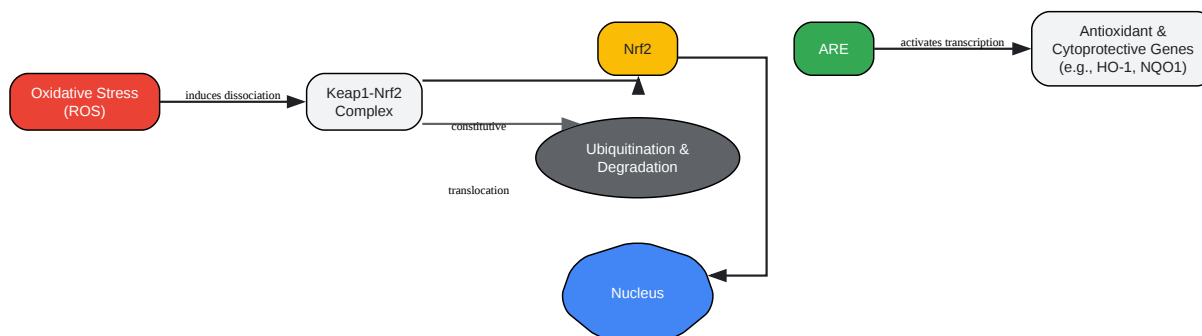 Oxidative Stress
(ROS)
induces dissociation
Keap1-Nrf2
Complex
constitutive
translocation
Nrf2
Ubiquitination &
Degradation
Nucleus
ARE
activates transcription
Antioxidant &
Cytoprotective Genes
(e.g., HO-1, NQO1)